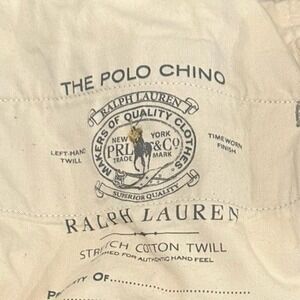 THE POLO CHINO
RALPH LAUREN
MAKERS OF QUALITY CLOTHES
NEW YORK
PRL &Co
TRADE MARK
LEFT-HAND
TWILL
TIMEWORN
FINISH
SUPERIOR QUALITY
RALPH LAUREN
STRETCH COTTON TWILL
FOR AUTHENTIC HAND FEEL
OF